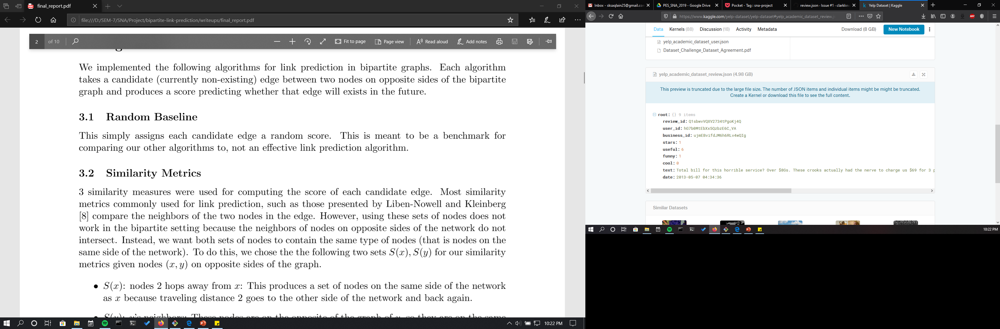 final_report.pdf
file:///D:/SEM-7/SNA/Project/bipartite-link-prediction/writeups/final_report.pdf
2 of 10
Fit to page
Page view
Read aloud
Add notes
We implemented the following algorithms for link prediction in bipartite graphs. Each algorithm
takes a candidate (currently non-existing) edge between two nodes on opposite sides of the bipartite
graph and produces a score predicting whether that edge will exists in the future.
3.1 Random Baseline
This simply assigns each candidate edge a random score. This is meant to be a benchmark for
comparing our other algorithms to, not an effective link prediction algorithm.
3.2 Similarity Metrics
3 similarity measures were used for computing the score of each candidate edge. Most similarity
metrics commonly used for link prediction, such as those presented by Liben-Nowell and Kleinberg
[8] compare the neighbors of the two nodes in the edge. However, using these sets of nodes does not
work in the bipartite setting because the neighbors of nodes on opposite sides of the network do not
intersect. Instead, we want both sets of nodes to contain the same type of nodes (that is nodes on the
same side of the network). To do this, we chose the the following two sets S(x), S(y) for our similarity
metrics given nodes (x, y) on opposite sides of the graph.
• S(x): nodes 2 hops away from x: This produces a set of nodes on the same side of the network
as x because traveling distance 2 goes to the other side of the network and back again.
• S(y): y's neighbors: These nodes are on the opposite of the graph of y, so they are on the same
10:22 PM
Inbox - sksaqlain25@gmail.co
PES_SNA_2019 - Google Drive
Pocket - Tag : sna-project
review.json · Issue #1 · clarkkev
Yelp Dataset | Kaggle
https://www.kaggle.com/yelp-dataset/yelp-dataset#yelp_academic_dataset_review.j
ABP
Data
Kernels (88)
Discussion (18)
Activity
Metadata
Download (8 GB)
New Notebook
yelp_academic_dataset_user.json
Dataset_Challenge_Dataset_Agreement.pdf
yelp_academic_dataset_review.json (4.98 GB)
This preview is truncated due to the large file size. The number of JSON items and individual items might be might be truncated.
Create a Kernel or download this file to see the full content.
root: {} 9 items
review_id: Q1sbwvVQXV2734tPgoKj4Q
user_id: hG7b0MtEbXx5QzbzE6C_VA
business_id: ujmEBvifdJM6h6RLv4wQIg
stars: 1
useful: 6
funny: 1
cool: 0
text: Total bill for this horrible service? Over $8Gs. These crooks actually had the nerve to charge us $69 for 3 p
date: 2013-05-07 04:34:36
Similar Datasets
10:22 PM